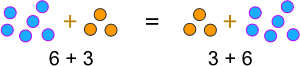 + = +
6 + 3 3 + 6